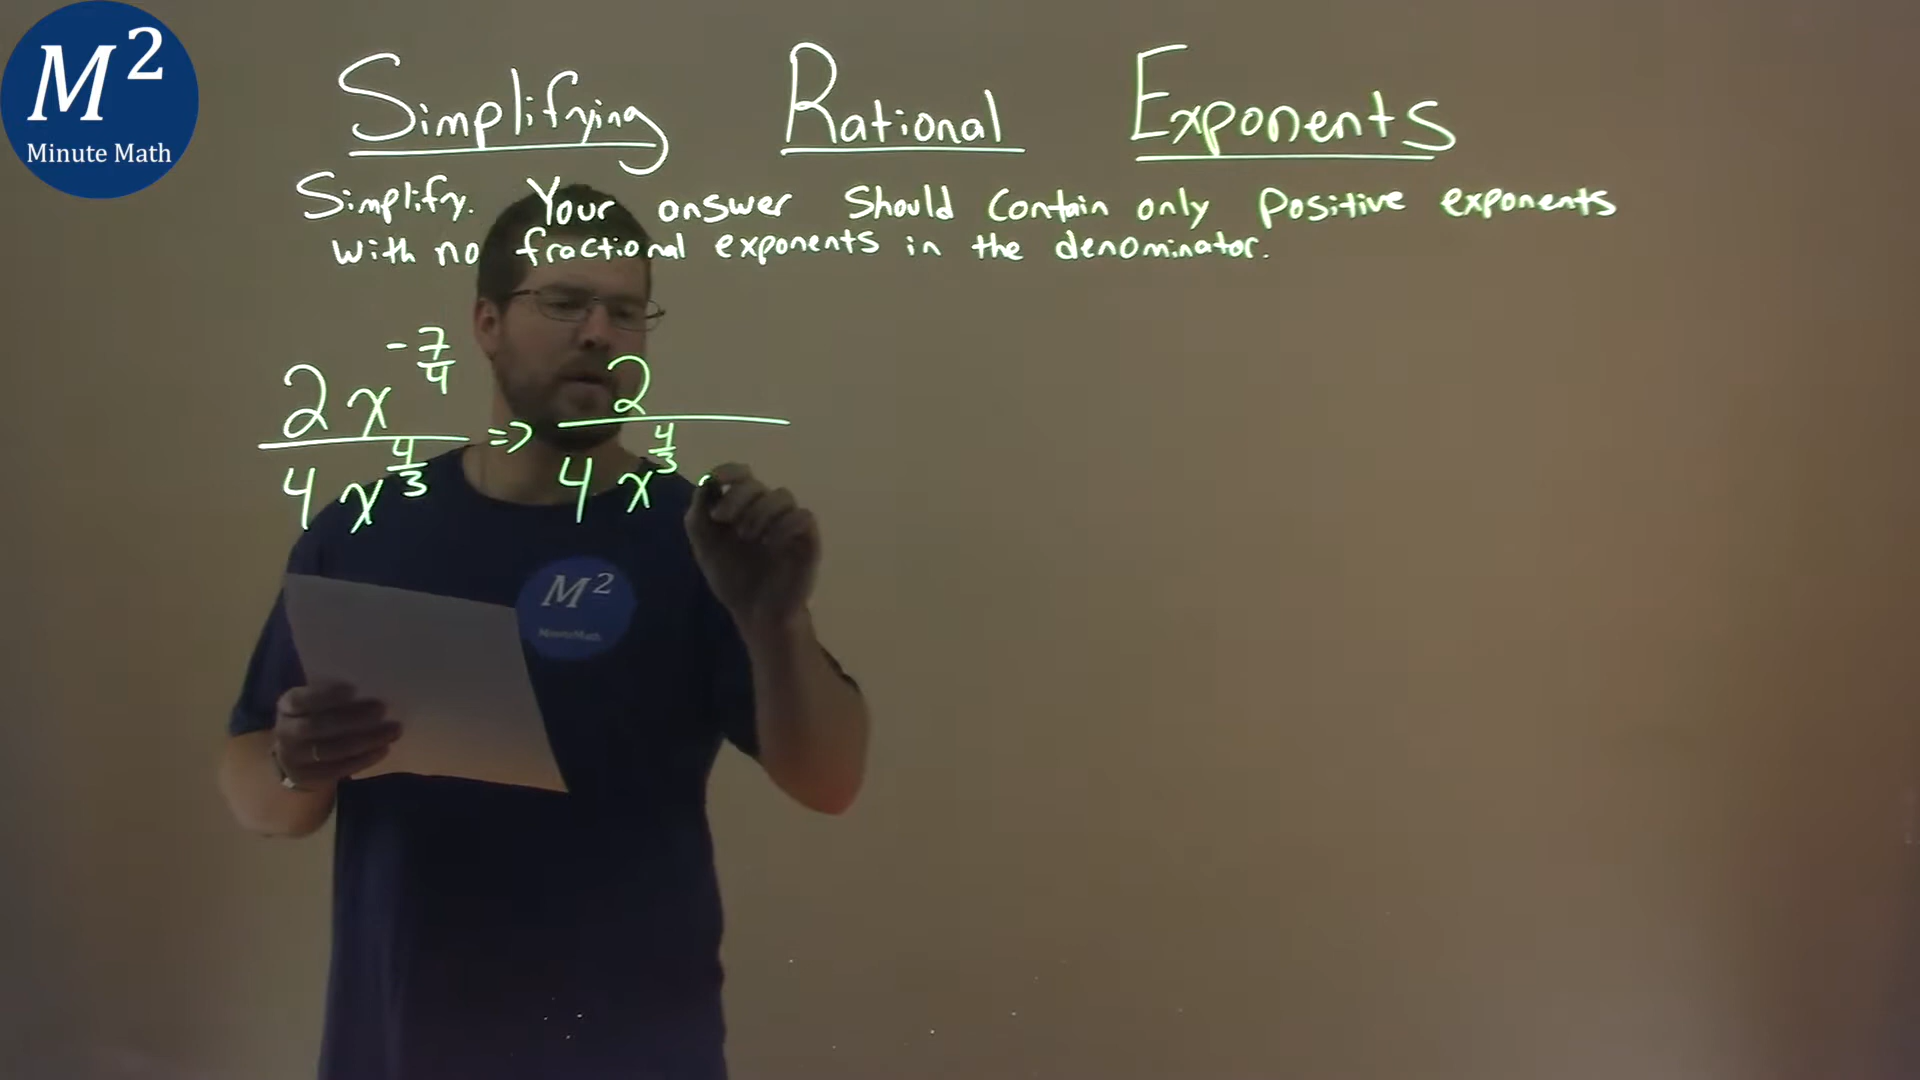 M²
Minute Math
Simplifying Rational Exponents
Simplify. Your answer should contain only positive exponents
with no fractional exponents in the denominator.
2x^(-7/4) / 4x^(4/3) => 2 / 4x^(4/3)
M²
MinuteMath